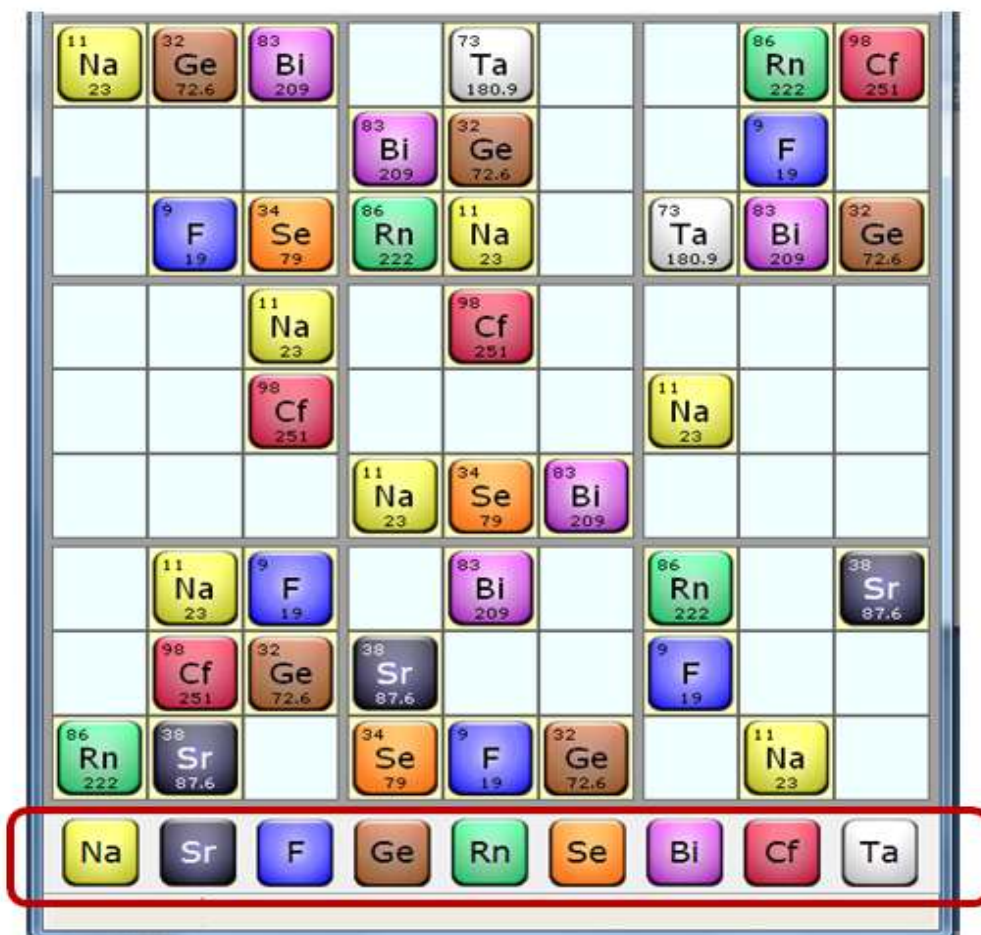 11 32 83 73 86 98
Na Ge Bi Ta Rn Cf
23 72.6 209 180.9 222 251
83 32 9
Bi Ge F
209 72.6 19
9 34 86 11 73 83 32
F Se Rn Na Ta Bi Ge
19 79 222 23 180.9 209 72.6
11 98
Na Cf
23 251
98 11
Cf Na
251 23
11 34 83
Na Se Bi
23 79 209
11 9 83 86 38
Na F Bi Rn Sr
23 19 209 222 87.6
98 32 38 9
Cf Ge Sr F
251 72.6 87.6 19
86 38 34 9 32 11
Rn Sr Se F Ge Na
222 87.6 79 19 72.6 23
Na Sr F Ge Rn Se Bi Cf Ta